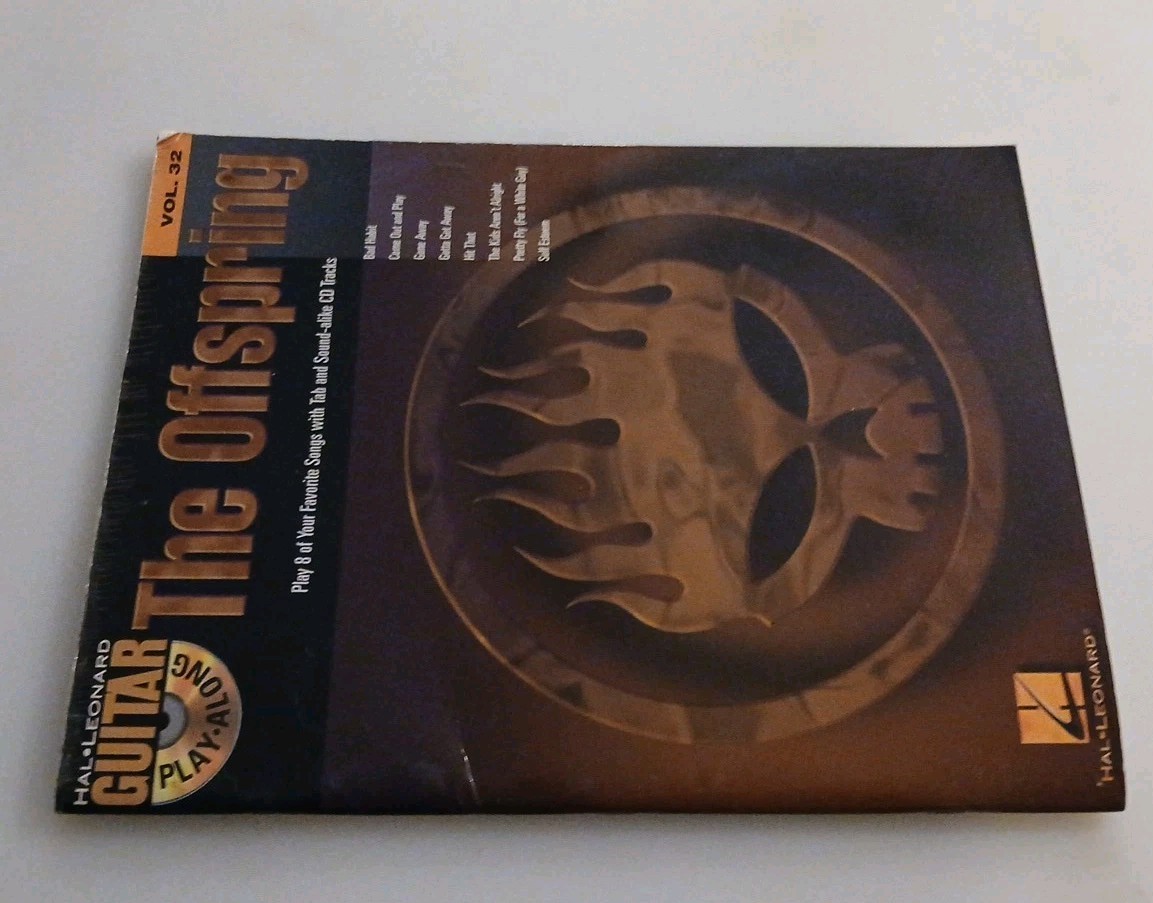 HAL•LEONARD
GUITAR
PLAY-ALONG
VOL. 32
The Offspring
Play 8 of Your Favorite Songs with Tab and Sound-alike CD Tracks
Bad Habit
Come Out and Play
Gone Away
Gotta Get Away
Hit That
The Kids Aren't Alright
Pretty Fly (For a White Guy)
Self Esteem
HAL•LEONARD®